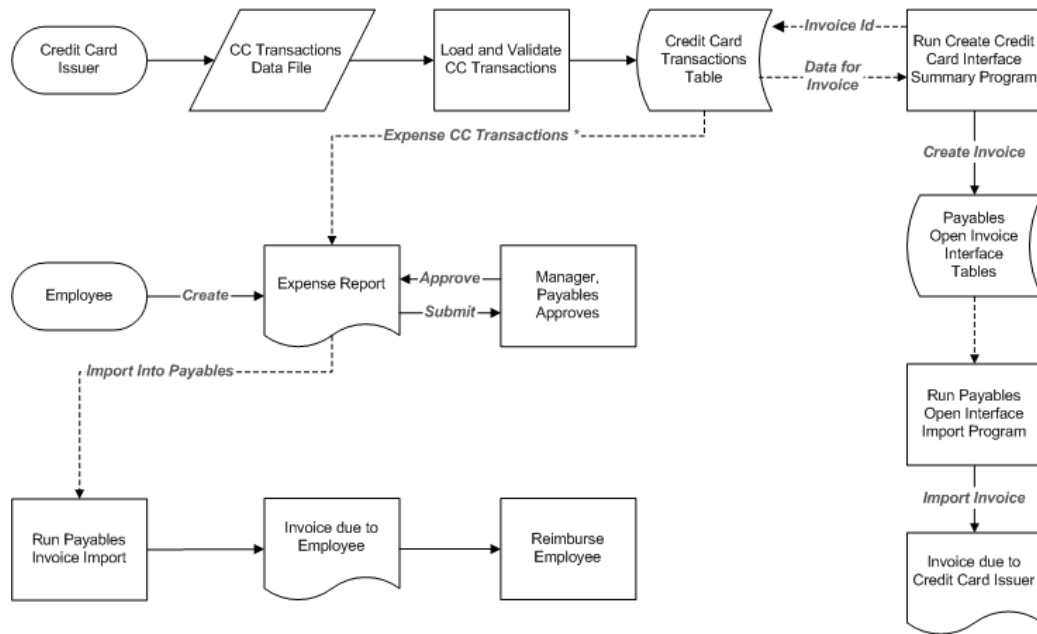 Credit Card
Issuer
CC Transactions
Data File
Load and Validate
CC Transactions
Credit Card
Transactions
Table
Invoice Id
Data for
Invoice
Run Create Credit
Card Interface
Summary Program
Expense CC Transactions *
Create Invoice
Payables
Open Invoice
Interface
Tables
Employee
Create
Expense Report
Approve
Submit
Manager,
Payables
Approves
Import Into Payables
Run Payables
Open Interface
Import Program
Import Invoice
Run Payables
Invoice Import
Invoice due to
Employee
Reimburse
Employee
Invoice due to
Credit Card Issuer